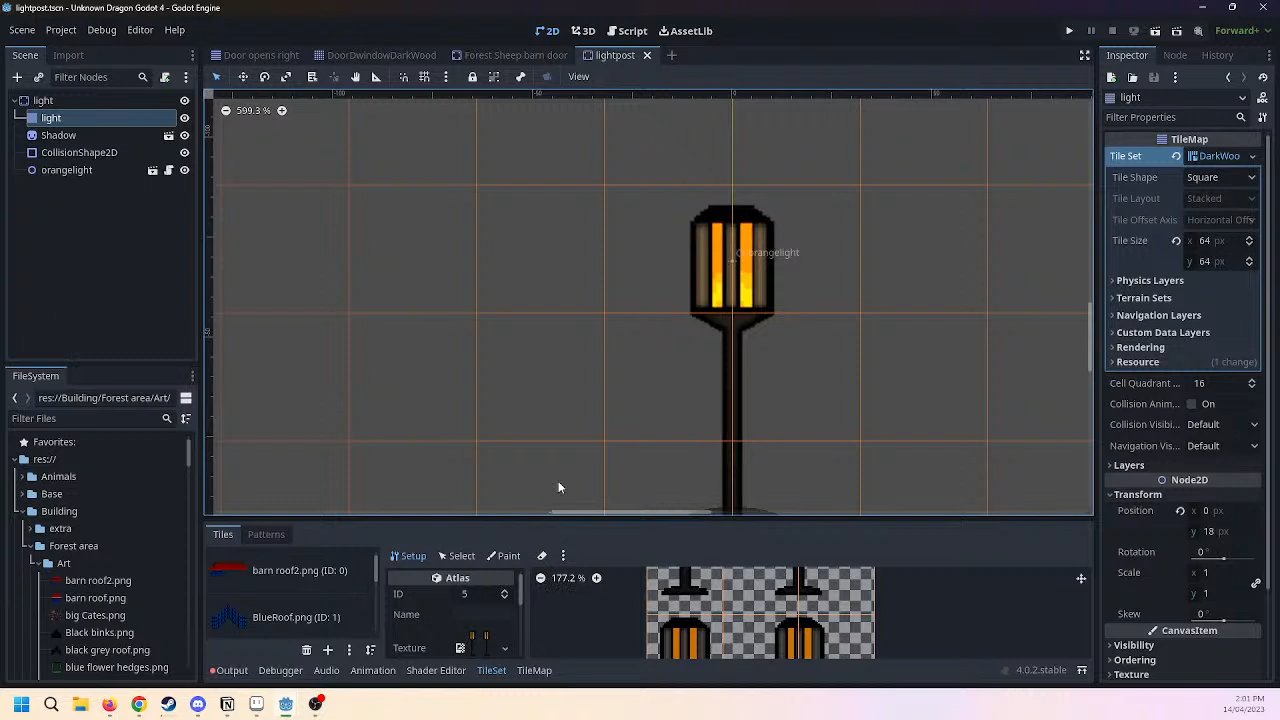 lightpost.tscn - Unknown Dragon Godot 4 - Godot Engine
Scene Project Debug Editor Help
2D 3D Script AssetLib
Forward+
Scene Import
Door opens right DoorDwindowDarkWood Forest Sheep barn door lightpost
Inspector Node History
Filter Nodes
View
light
Filter Properties
light
light
Shadow
CollisionShape2D
orangelight
-100 -50 0 50
599.3 %
orangelight
TileMap
Tile Set DarkWoo
Tile Shape Square
Tile Layout Stacked
Tile Offset Axis Horizontal Offs
Tile Size x 64 px
y 64 px
Physics Layers
Terrain Sets
Navigation Layers
Custom Data Layers
Rendering
Resource (1 change)
Cell Quadrant ... 16
Collision Anim... On
Collision Visibi... Default
Navigation Vis... Default
Layers
Node2D
Transform
Position x 0 px
y 18 px
Rotation 0 °
Scale x 1
y 1
Skew 0 °
CanvasItem
Visibility
Ordering
Texture
FileSystem
res://Building/Forest area/Art/
Filter Files
Favorites:
res://
Animals
Base
Building
extra
Forest area
Art
barn roof2.png
barn roof.png
big Cates.png
Black binks.png
black grey roof.png
blue flower hedges.png
Tiles Patterns
barn roof2.png (ID: 0)
BlueRoof.png (ID: 1)
Setup Select Paint
Atlas
ID 5
Name
Texture
177.2 %
Output Debugger Audio Animation Shader Editor TileSet TileMap
4.0.2.stable
2:01 PM
14/04/2023